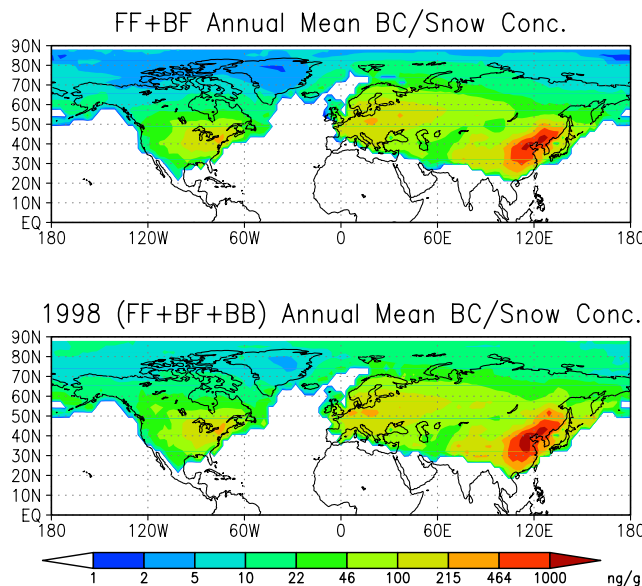 FF+BF Annual Mean BC/Snow Conc.
90N
80N
70N
60N
50N
40N
30N
20N
10N
EQ
180 120W 60W 0 60E 120E 180
1998 (FF+BF+BB) Annual Mean BC/Snow Conc.
90N
80N
70N
60N
50N
40N
30N
20N
10N
EQ
180 120W 60W 0 60E 120E 180
1 2 5 10 22 46 100 215 464 1000 ng/g